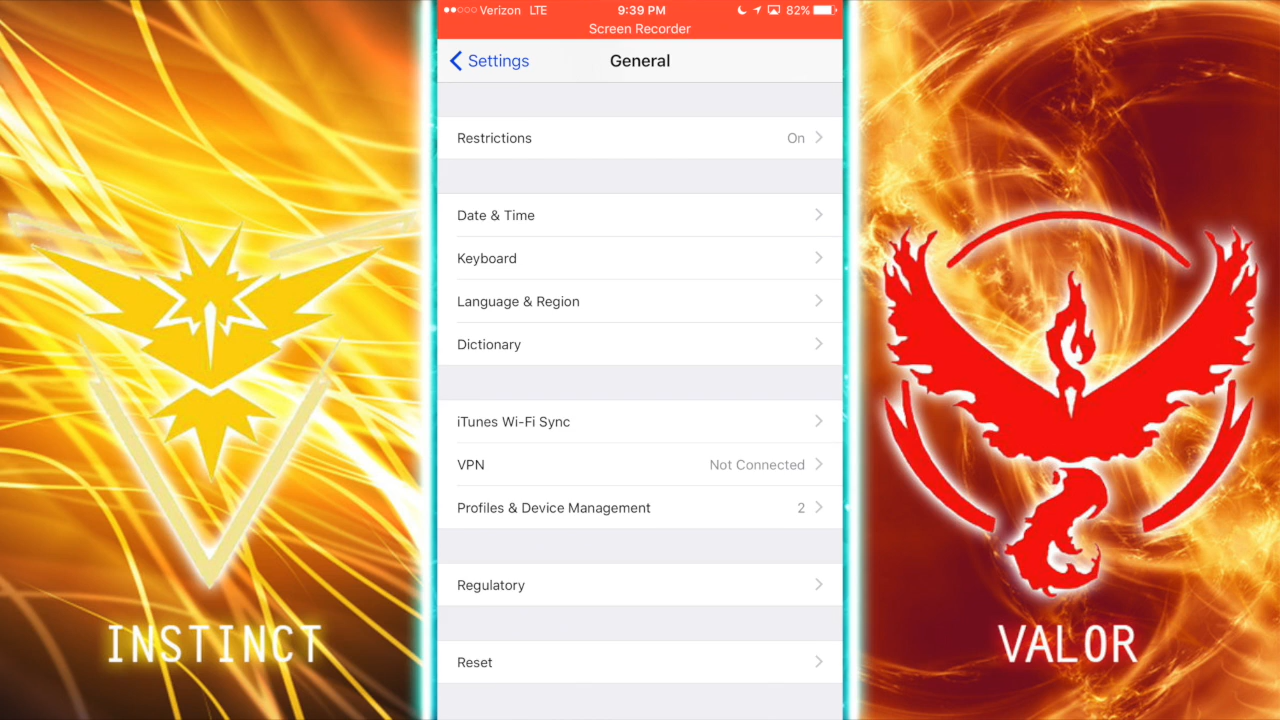 Verizon LTE 9:39 PM 82%
Screen Recorder
Settings General
Restrictions On
Date & Time
Keyboard
Language & Region
Dictionary
iTunes Wi-Fi Sync
VPN Not Connected
Profiles & Device Management 2
Regulatory
Reset
INSTINCT
VALOR